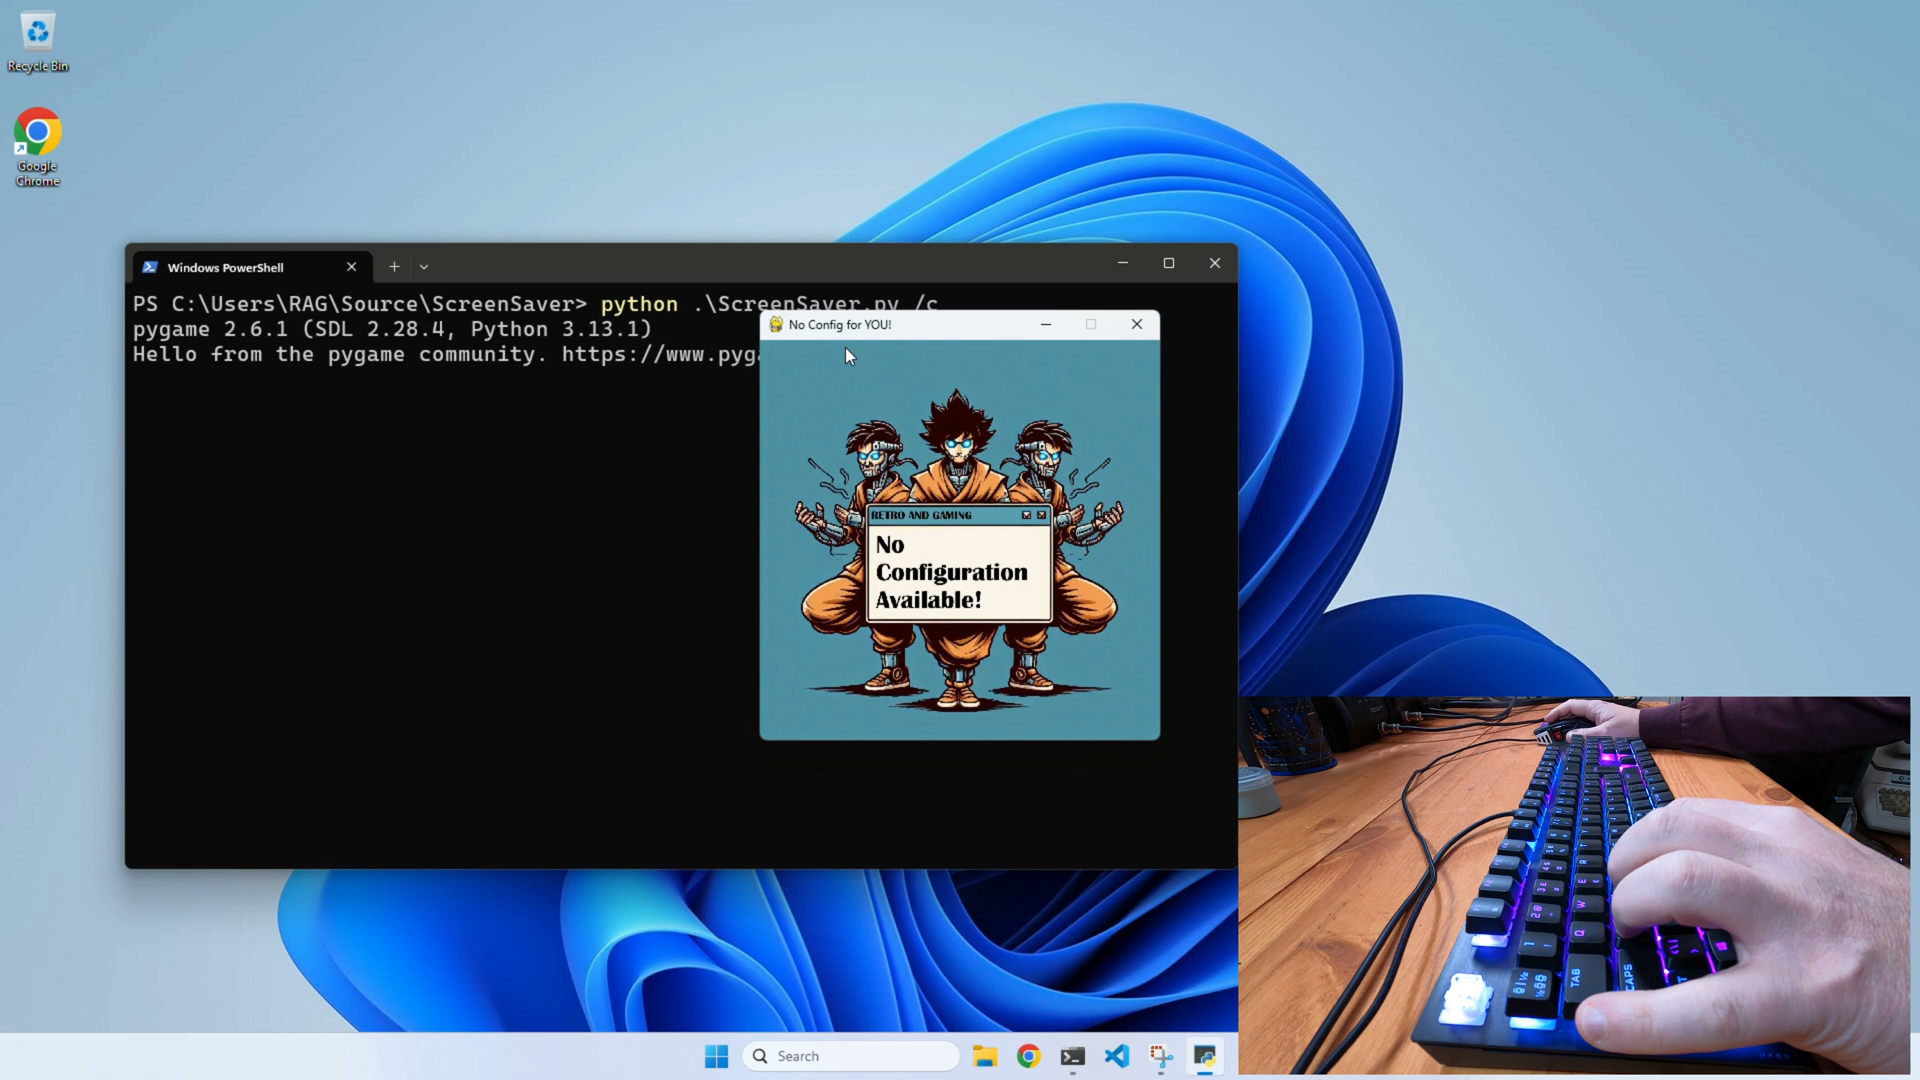 Recycle Bin
Google
Chrome
Windows PowerShell
PS C:\Users\RAG\Source\ScreenSaver> python .\ScreenSaver.py /c
pygame 2.6.1 (SDL 2.28.4, Python 3.13.1)
Hello from the pygame community. https://www.pyg
No Config for YOU!
RETRO AND GAMING
No
Configuration
Available!
Search
TAB
CAPS
Q
W
E
R